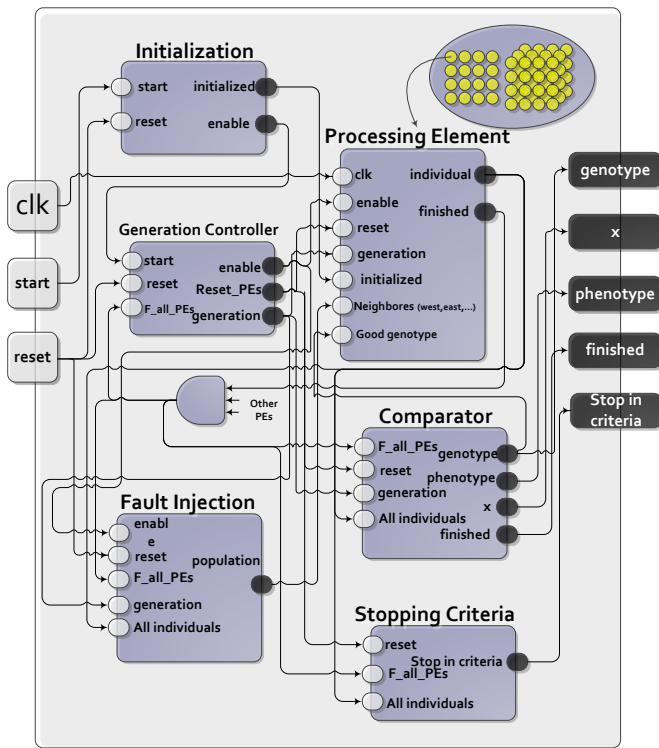 Initialization
start
initialized
reset
enable
Processing Element
clk
individual
enable
finished
reset
generation
initialized
Neighbores (west,east,...)
Good genotype
genotype
x
phenotype
finished
Stop in
criteria
clk
start
reset
Generation Controller
start
enable
reset
Reset_PEs
F_all_PEs
generation
Other
PEs
Comparator
F_all_PEs
genotype
reset
phenotype
generation
x
All individuals
finished
Fault Injection
enabl
e
reset
population
F_all_PEs
generation
All individuals
Stopping Criteria
reset
Stop in criteria
F_all_PEs
All individuals